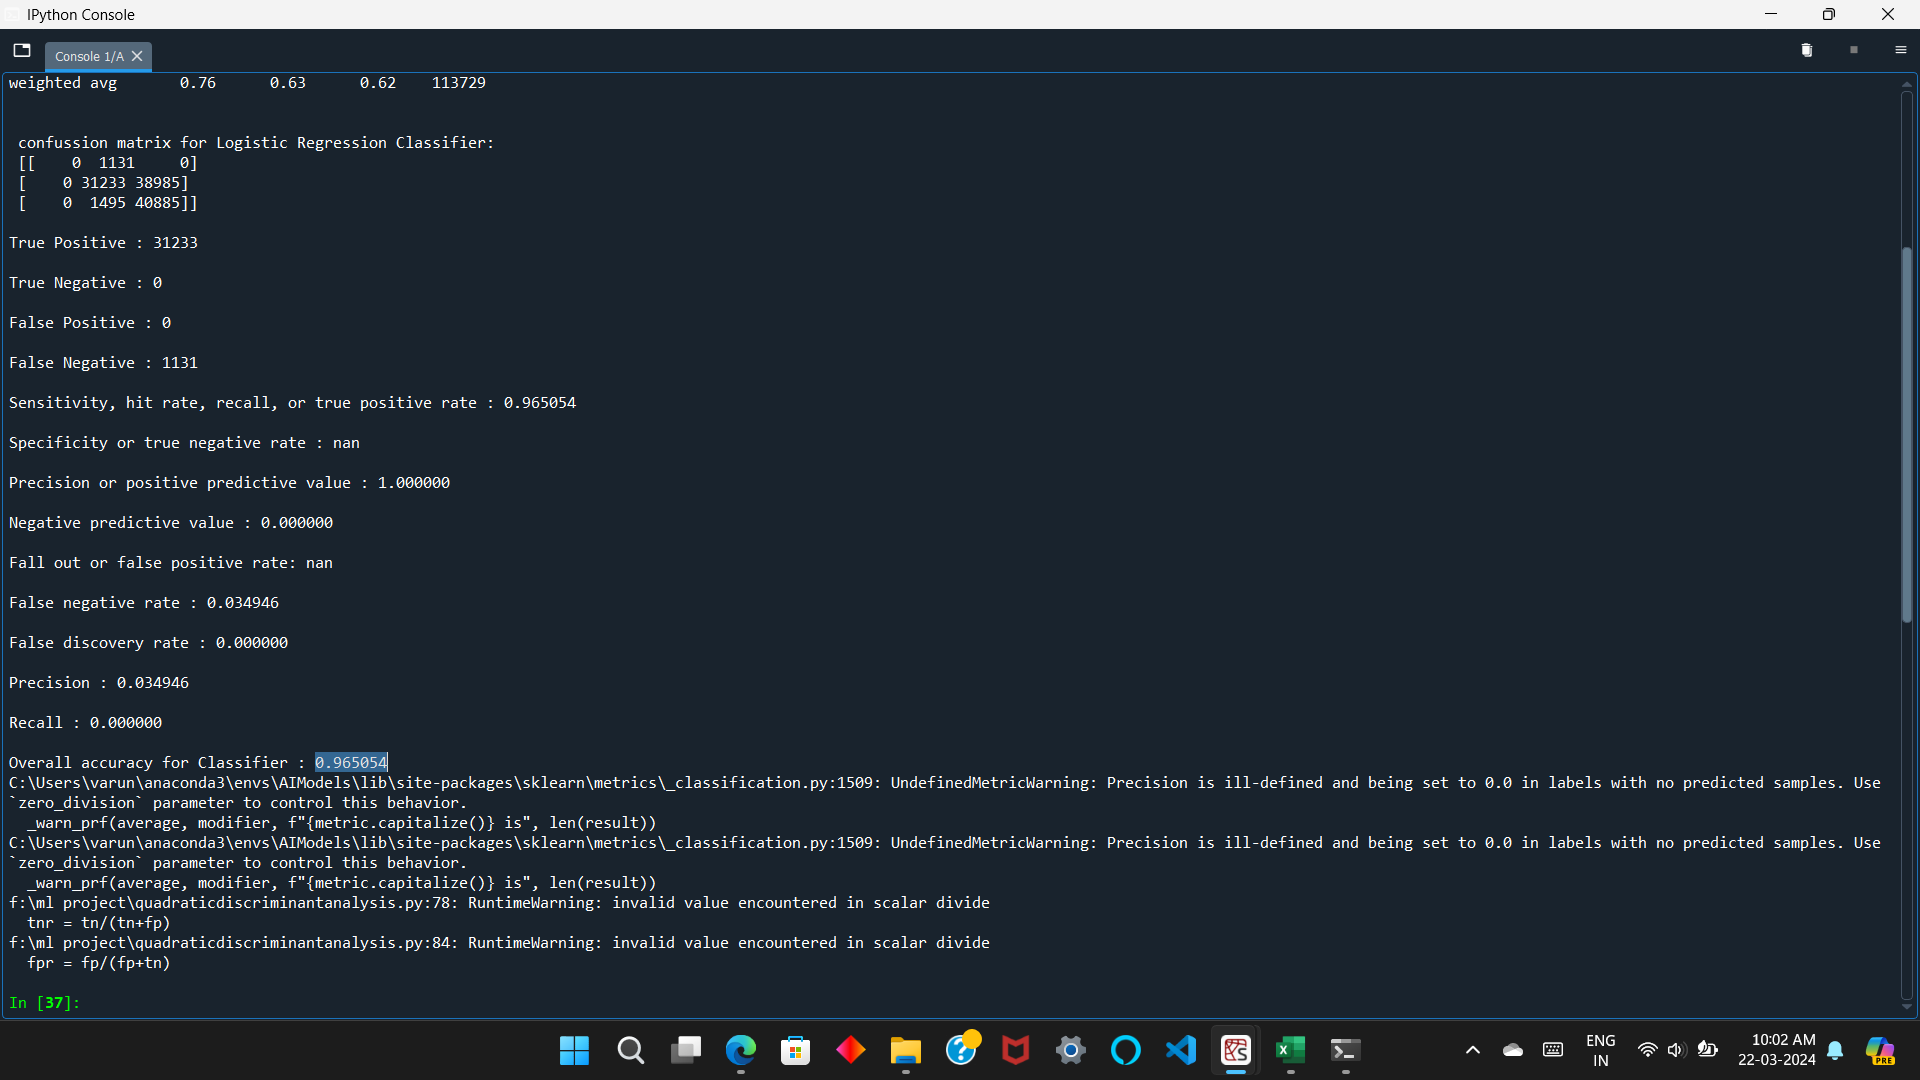 IPython Console
Console 1/A
weighted avg       0.76      0.63      0.62    113729
 confussion matrix for Logistic Regression Classifier:
 [[    0  1131     0]
 [    0 31233 38985]
 [    0  1495 40885]]
True Positive : 31233
True Negative : 0
False Positive : 0
False Negative : 1131
Sensitivity, hit rate, recall, or true positive rate : 0.965054
Specificity or true negative rate : nan
Precision or positive predictive value : 1.000000
Negative predictive value : 0.000000
Fall out or false positive rate: nan
False negative rate : 0.034946
False discovery rate : 0.000000
Precision : 0.034946
Recall : 0.000000
Overall accuracy for Classifier : 0.965054
C:\Users\varun\anaconda3\envs\AIModels\lib\site-packages\sklearn\metrics\_classification.py:1509: UndefinedMetricWarning: Precision is ill-defined and being set to 0.0 in labels with no predicted samples. Use
`zero_division` parameter to control this behavior.
  _warn_prf(average, modifier, f"{metric.capitalize()} is", len(result))
C:\Users\varun\anaconda3\envs\AIModels\lib\site-packages\sklearn\metrics\_classification.py:1509: UndefinedMetricWarning: Precision is ill-defined and being set to 0.0 in labels with no predicted samples. Use
`zero_division` parameter to control this behavior.
  _warn_prf(average, modifier, f"{metric.capitalize()} is", len(result))
f:\ml project\quadraticdiscriminantanalysis.py:78: RuntimeWarning: invalid value encountered in scalar divide
  tnr = tn/(tn+fp)
f:\ml project\quadraticdiscriminantanalysis.py:84: RuntimeWarning: invalid value encountered in scalar divide
  fpr = fp/(fp+tn)
In [37]:
ENG
IN
10:02 AM
22-03-2024
PRE